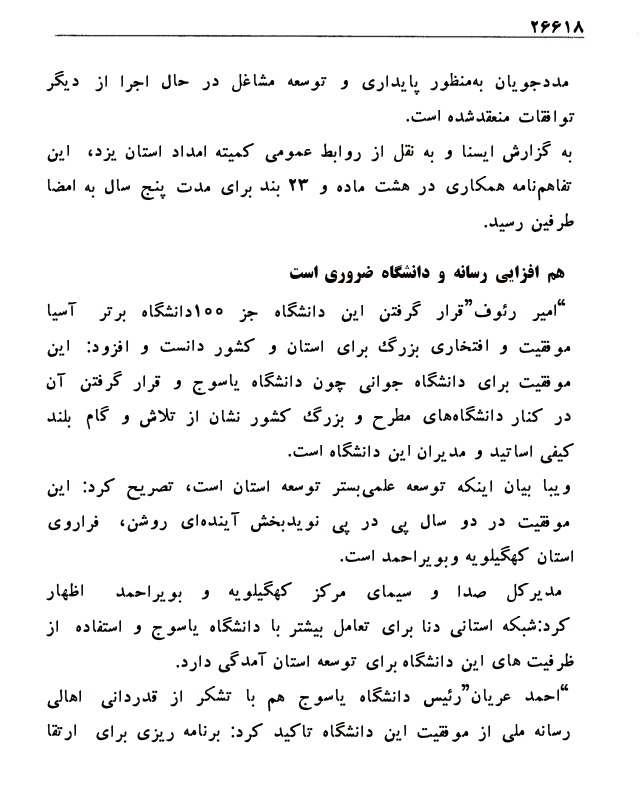 ۲۶۶۱۸
مددجویان به‌منظور پایداری و توسعه مشاغل در حال اجرا از دیگر
توافقات منعقدشده است.
به گزارش ایسنا و به نقل از روابط عمومی کمیته امداد استان یزد، این
تفاهم‌نامه همکاری در هشت ماده و ۲۳ بند برای مدت پنج سال به امضا
طرفین رسید.
هم افزایی رسانه و دانشگاه ضروری است
“امیر رئوف”قرار گرفتن این دانشگاه جز ۱۰۰دانشگاه برتر آسیا
موفقیت و افتخاری بزرگ برای استان و کشور دانست و افزود: این
موفقیت برای دانشگاه جوانی چون دانشگاه یاسوج و قرار گرفتن آن
در کنار دانشگاه‌های مطرح و بزرگ کشور نشان از تلاش و گام بلند
کیفی اساتید و مدیران این دانشگاه است.
ویبا بیان اینکه توسعه علمی‌بستر توسعه استان است، تصریح کرد: این
موفقیت در دو سال پی در پی نویدبخش آینده‌ای روشن، فراروی
استان کهگیلویه وبویراحمد است.
مدیرکل صدا و سیمای مرکز کهگیلویه و بویراحمد اظهار
کرد:شبکه استانی دنا برای تعامل بیشتر با دانشگاه یاسوج و استفاده از
ظرفیت های این دانشگاه برای توسعه استان آمدگی دارد.
“احمد عریان”رئیس دانشگاه یاسوج هم با تشکر از قدردانی اهالی
رسانه ملی از موفقیت این دانشگاه تاکید کرد: برنامه ریزی برای ارتقا